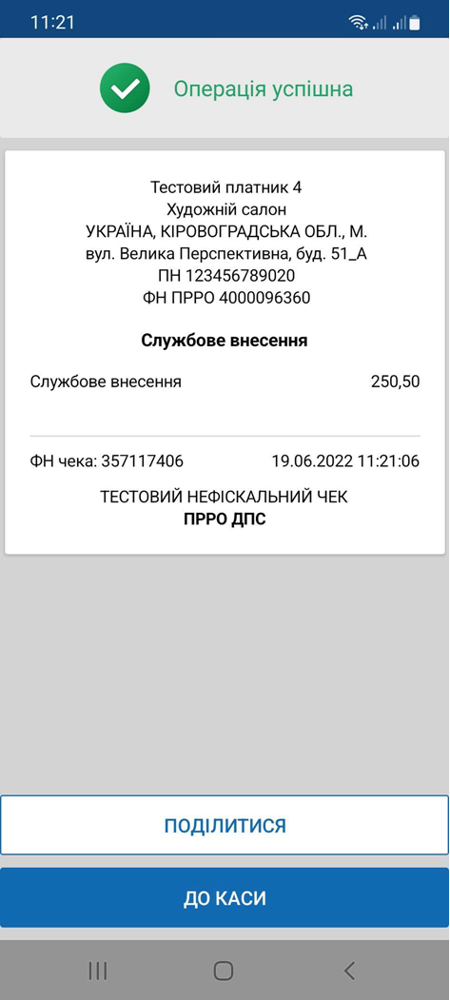 11:21
Операція успішна
Тестовий платник 4
Художній салон
УКРАЇНА, КІРОВОГРАДСЬКА ОБЛ., М.
вул. Велика Перспективна, буд. 51_А
ПН 123456789020
ФН ПРРО 4000096360
Службове внесення
Службове внесення 250,50
ФН чека: 357117406 19.06.2022 11:21:06
ТЕСТОВИЙ НЕФІСКАЛЬНИЙ ЧЕК
ПРРО ДПС
ПОДІЛИТИСЯ
ДО КАСИ